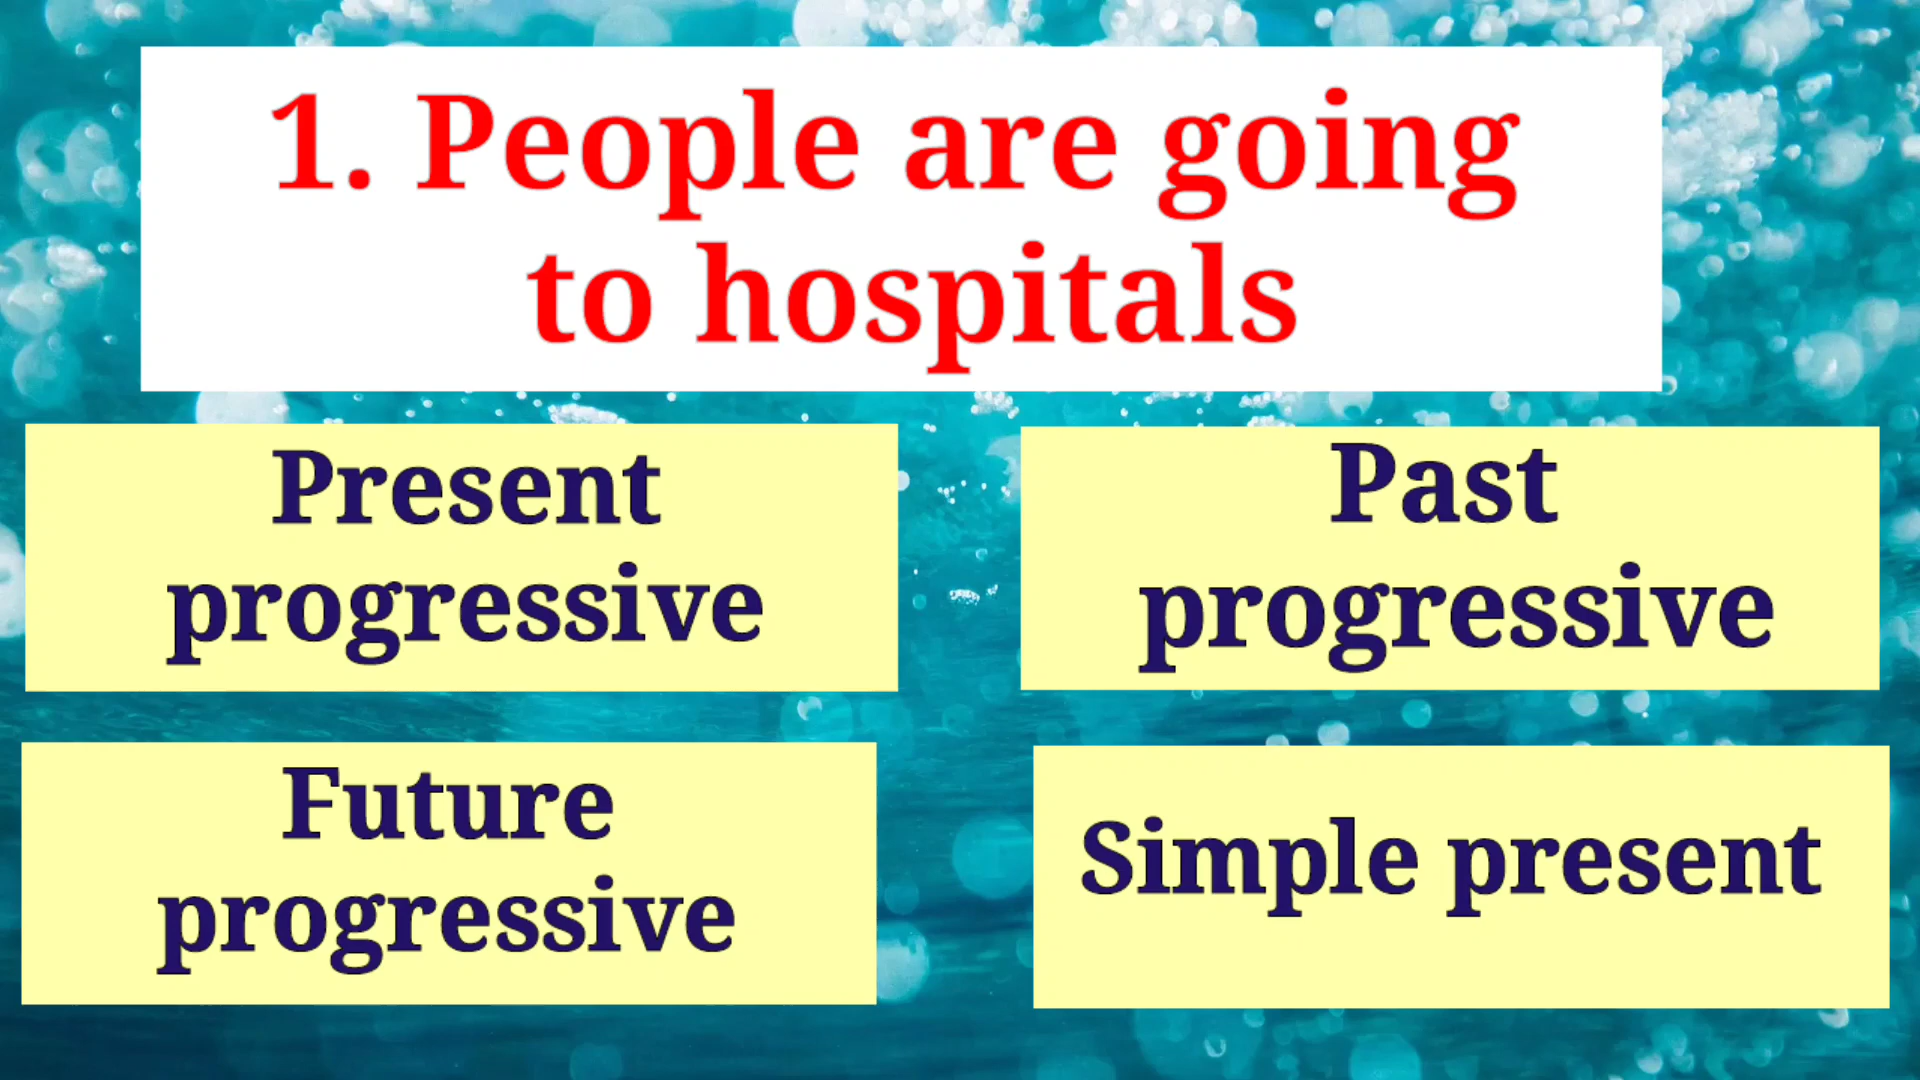 1. People are going
to hospitals
Present
progressive
Past
progressive
Future
progressive
Simple present